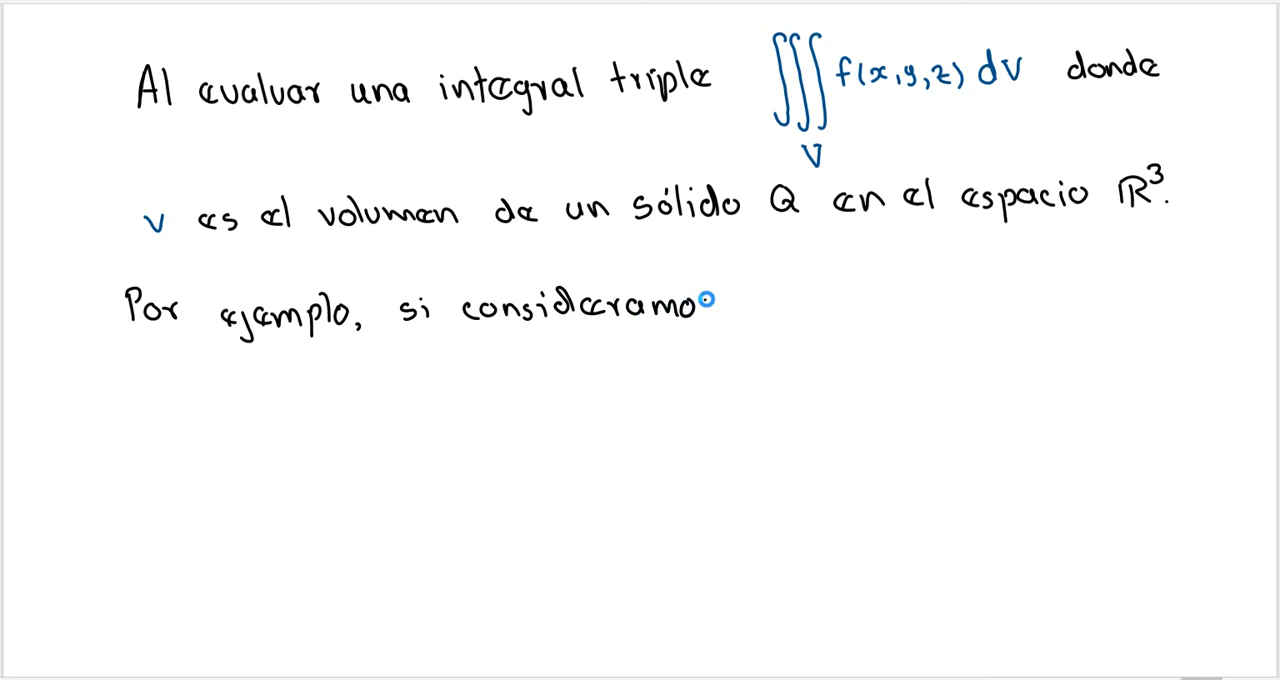 Al evaluar una integral triple ∭_V f(x,y,z) dV donde
V es el volumen de un sólido Q en el espacio ℝ³.
Por ejemplo, si consideramo